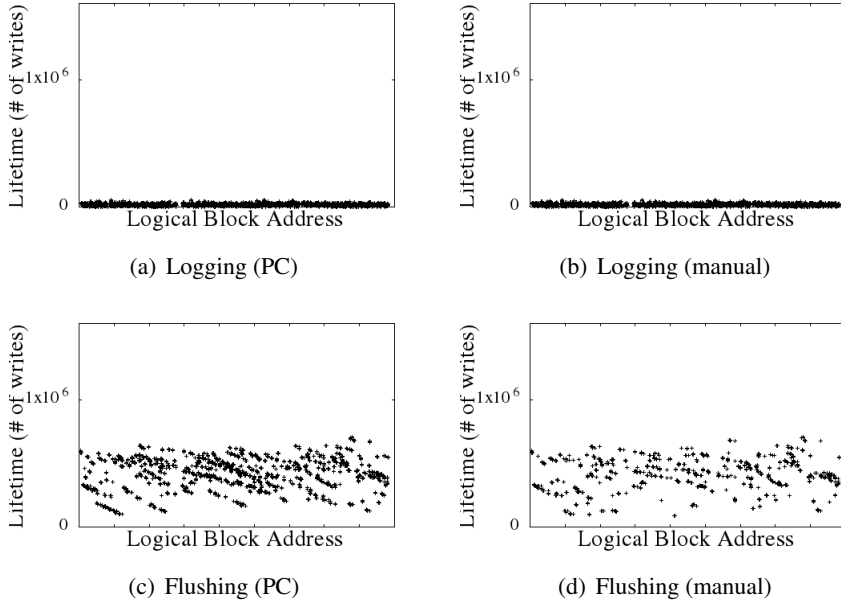 Lifetime (# of writes)
1x10^6
0
Logical Block Address
(a) Logging (PC)
Lifetime (# of writes)
1x10^6
0
Logical Block Address
(b) Logging (manual)
Lifetime (# of writes)
1x10^6
0
Logical Block Address
(c) Flushing (PC)
Lifetime (# of writes)
1x10^6
0
Logical Block Address
(d) Flushing (manual)